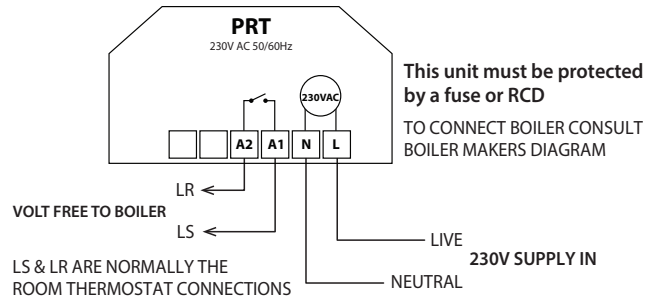 PRT
230V AC 50/60Hz
This unit must be protected
by a fuse or RCD
230VAC
TO CONNECT BOILER CONSULT
BOILER MAKERS DIAGRAM
A2 A1 N L
LR
VOLT FREE TO BOILER
LS
LIVE
230V SUPPLY IN
LS & LR ARE NORMALLY THE
ROOM THERMOSTAT CONNECTIONS
NEUTRAL